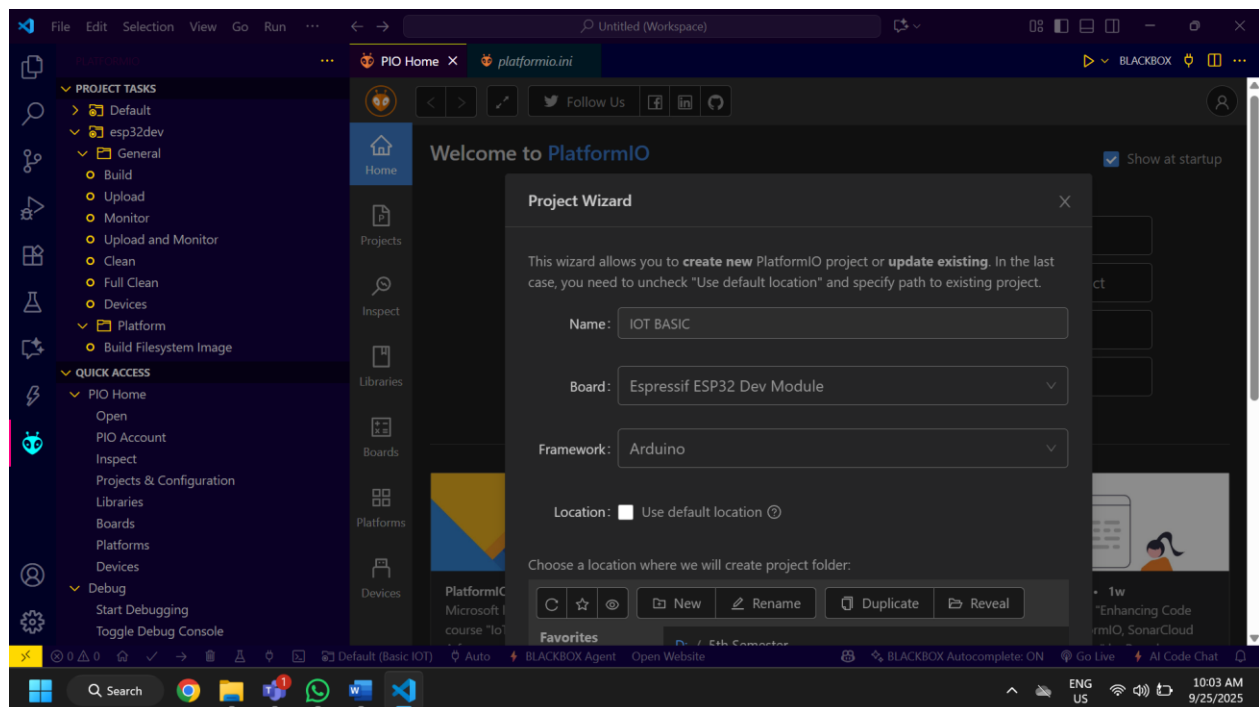 File Edit Selection View Go Run ··· Untitled (Workspace)
PIO Home platformio.ini BLACKBOX
PROJECT TASKS
Default
esp32dev
General
Build
Upload
Monitor
Upload and Monitor
Clean
Full Clean
Devices
Platform
Build Filesystem Image
QUICK ACCESS
PIO Home
Open
PIO Account
Inspect
Projects & Configuration
Libraries
Boards
Platforms
Devices
Debug
Start Debugging
Toggle Debug Console
Follow Us
Home
Projects
Inspect
Libraries
Boards
Platforms
Devices
Welcome to PlatformIO
Show at startup
Project Wizard
This wizard allows you to create new PlatformIO project or update existing. In the last
case, you need to uncheck "Use default location" and specify path to existing project.
Name: IOT BASIC
Board: Espressif ESP32 Dev Module
Framework: Arduino
Location: Use default location
Choose a location where we will create project folder:
New Rename Duplicate Reveal
Favorites
D: / 5th Semester
ct
PlatformIO
Microsoft
course "Io
• 1w
"Enhancing Code
rmIO, SonarCloud
0 0 Default (Basic IOT) Auto BLACKBOX Agent Open Website BLACKBOX Autocomplete: ON Go Live AI Code Chat
Search 1 ENG US 10:03 AM 9/25/2025